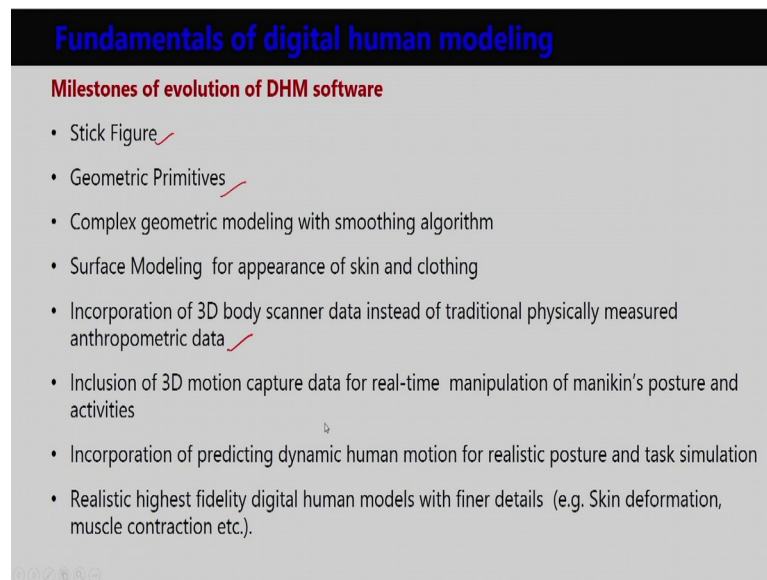 Fundamentals of digital human modeling
Milestones of evolution of DHM software
• Stick Figure
• Geometric Primitives
• Complex geometric modeling with smoothing algorithm
• Surface Modeling for appearance of skin and clothing
• Incorporation of 3D body scanner data instead of traditional physically measured
anthropometric data
• Inclusion of 3D motion capture data for real-time manipulation of manikin's posture and
activities
• Incorporation of predicting dynamic human motion for realistic posture and task simulation
• Realistic highest fidelity digital human models with finer details (e.g. Skin deformation,
muscle contraction etc.).